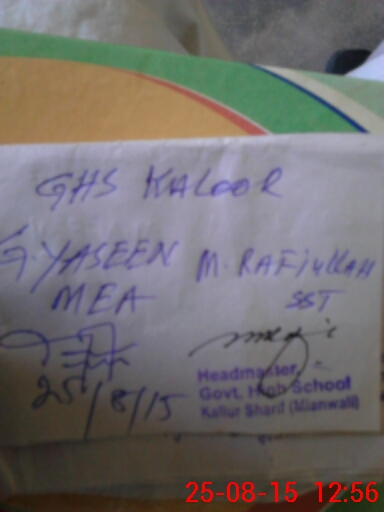 GHS KALOOR
G.YASEEN M.RAFiullAH
MEA SST
25/8/15
Headmaster,
Govt. High School
Kallur Sharif (Mianwali)
25-08-15 12:56